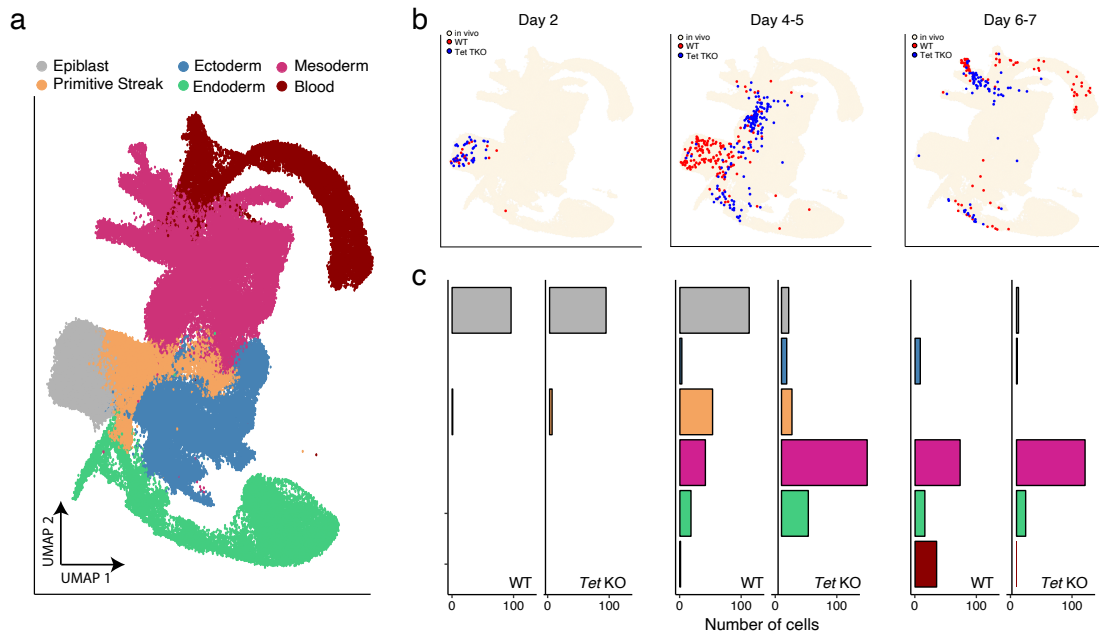 a
Epiblast
Ectoderm
Mesoderm
Primitive Streak
Endoderm
Blood
UMAP 2
UMAP 1
b
Day 2
Day 4-5
Day 6-7
in vivo
WT
Tet TKO
in vivo
WT
Tet TKO
in vivo
WT
Tet TKO
c
WT
Tet KO
WT
Tet KO
WT
Tet KO
0 100 0 100 0 100 0 100 0 100 0 100
Number of cells